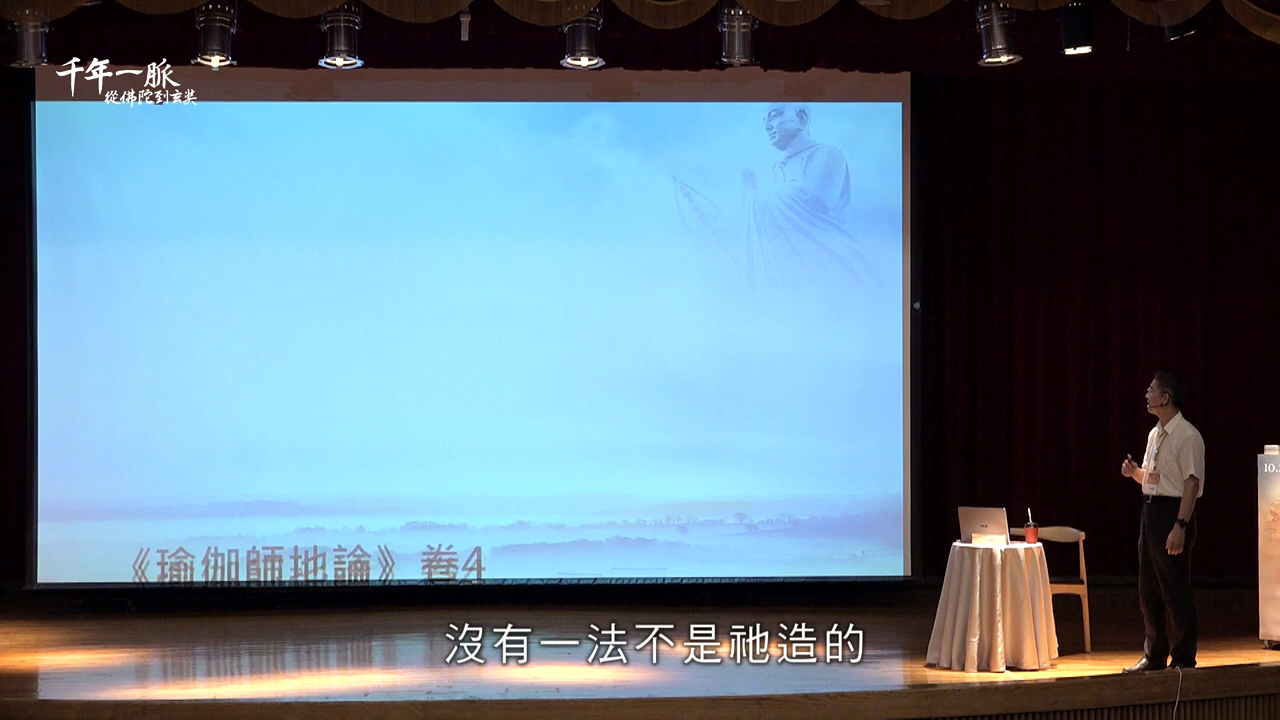 千年一脈
從佛陀到玄奘
《瑜伽師地論》卷4
沒有一法不是祂造的
10.